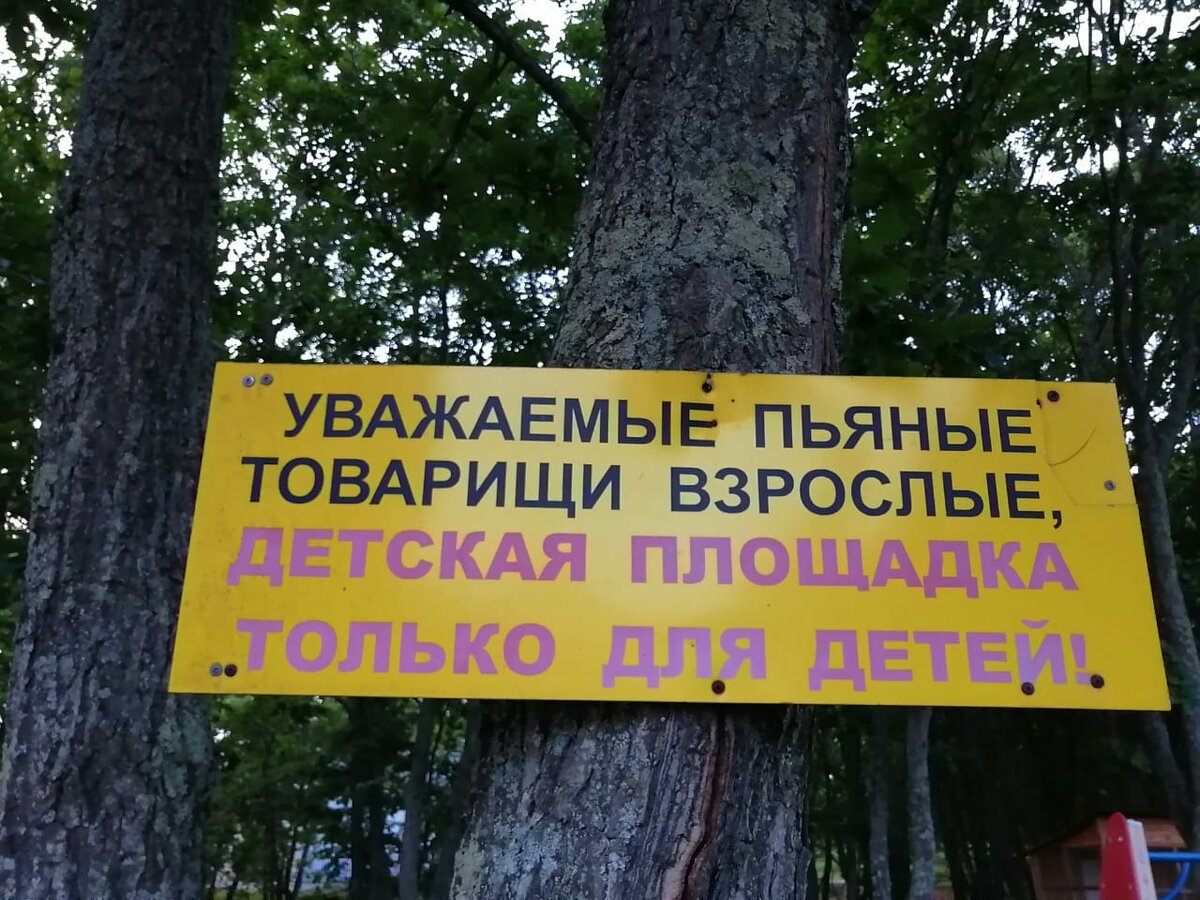 УВАЖАЕМЫЕ ПЬЯНЫЕ
ТОВАРИЩИ ВЗРОСЛЫЕ,
ДЕТСКАЯ ПЛОЩАДКА
ТОЛЬКО ДЛЯ ДЕТЕЙ!